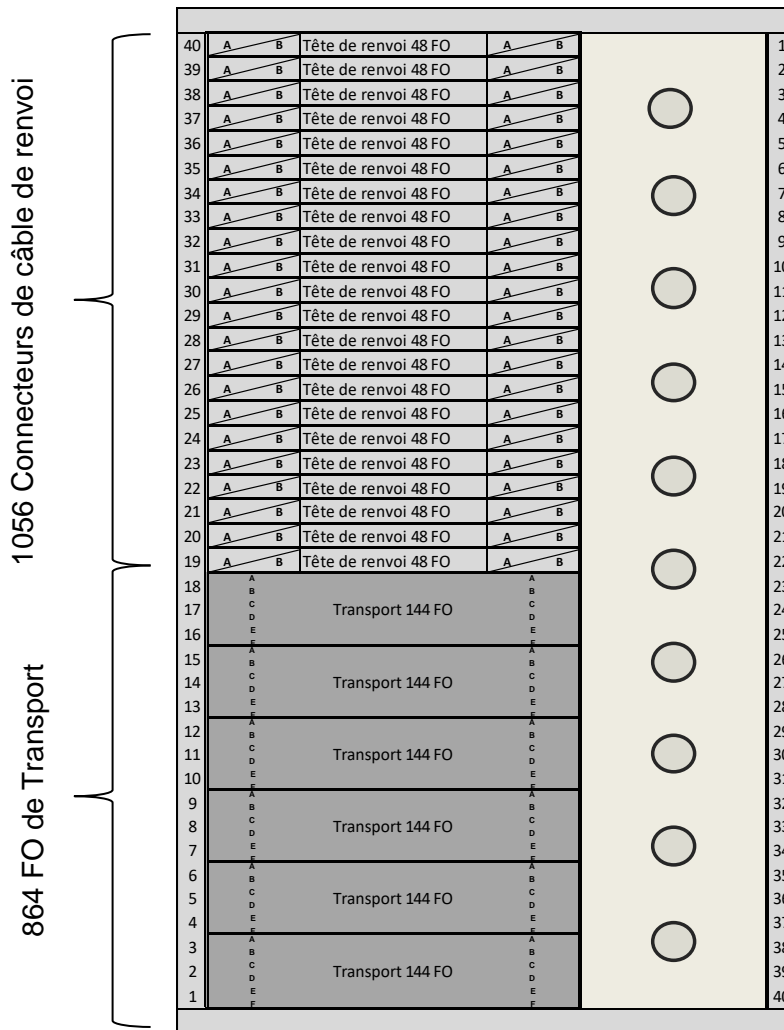 1056 Connecteurs de câble de renvoi
864 FO de Transport
40 A B Tête de renvoi 48 FO A B 1
39 A B Tête de renvoi 48 FO A B 2
38 A B Tête de renvoi 48 FO A B 3
37 A B Tête de renvoi 48 FO A B 4
36 A B Tête de renvoi 48 FO A B 5
35 A B Tête de renvoi 48 FO A B 6
34 A B Tête de renvoi 48 FO A B 7
33 A B Tête de renvoi 48 FO A B 8
32 A B Tête de renvoi 48 FO A B 9
31 A B Tête de renvoi 48 FO A B 10
30 A B Tête de renvoi 48 FO A B 11
29 A B Tête de renvoi 48 FO A B 12
28 A B Tête de renvoi 48 FO A B 13
27 A B Tête de renvoi 48 FO A B 14
26 A B Tête de renvoi 48 FO A B 15
25 A B Tête de renvoi 48 FO A B 16
24 A B Tête de renvoi 48 FO A B 17
23 A B Tête de renvoi 48 FO A B 18
22 A B Tête de renvoi 48 FO A B 19
21 A B Tête de renvoi 48 FO A B 20
20 A B Tête de renvoi 48 FO A B 21
19 A B Tête de renvoi 48 FO A B 22
A A
18 23
B B
C C
17 Transport 144 FO 24
D D
E E
16 25
F F
A A
15 26
B B
C C
14 Transport 144 FO 27
D D
E E
13 28
F F
A A
12 29
B B
C C
11 Transport 144 FO 30
D D
E E
10 31
F F
A A
9 32
B B
C C
8 Transport 144 FO 33
D D
E E
7 34
F F
A A
6 35
B B
C C
5 Transport 144 FO 36
D D
E E
4 37
F F
A A
3 38
B B
C C
2 Transport 144 FO 39
D D
E E
1 40
F F